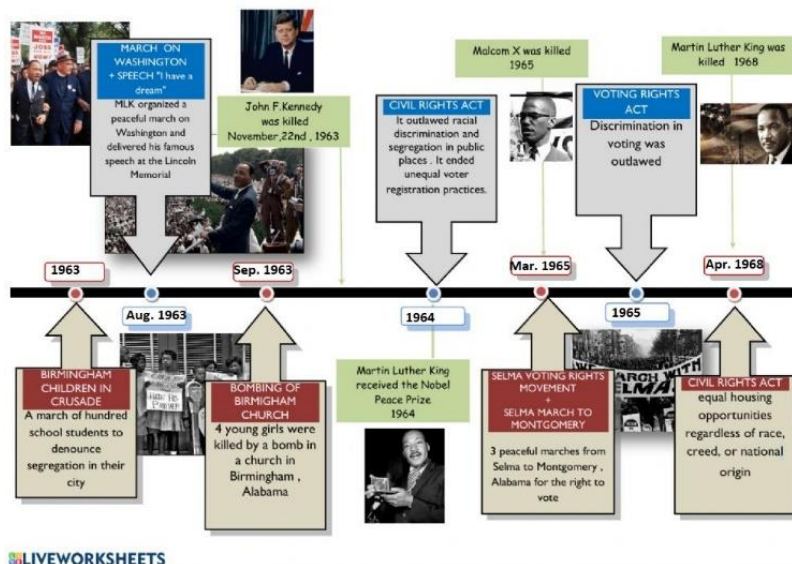 MARCH ON
WASHINGTON
+ SPEECH "I have a
dream"
MLK organized a
peaceful march on
Washington and
delivered his famous
speech at the Lincoln
Memorial
John F.Kennedy
was killed
November,22nd , 1963
CIVIL RIGHTS ACT
It outlawed racial
discrimination and
segregation in public
places . It ended
unequal voter
registration practices.
Malcom X was killed
1965
VOTING RIGHTS
ACT
Discrimination in
voting was
outlawed
Martin Luther King was
killed 1968
1963
Aug. 1963
Sep. 1963
1964
Mar. 1965
1965
Apr. 1968
BIRMINGHAM
CHILDREN IN
CRUSADE
A march of hundred
school students to
denounce
segregation in their
city
BOMBING OF
BIRMIGHAM
CHURCH
4 young girls were
killed by a bomb in
a church in
Birmingham ,
Alabama
Martin Luther King
received the Nobel
Peace Prize
1964
SELMA VOTING RIGHTS
MOVEMENT
+
SELMA MARCH TO
MONTGOMERY
3 peaceful marches from
Selma to Montgomery ,
Alabama for the right to
vote
MARCH WITH
SELMA
CIVIL RIGHTS ACT
equal housing
opportunities
regardless of race,
creed, or national
origin
LIVEWORKSHEETS